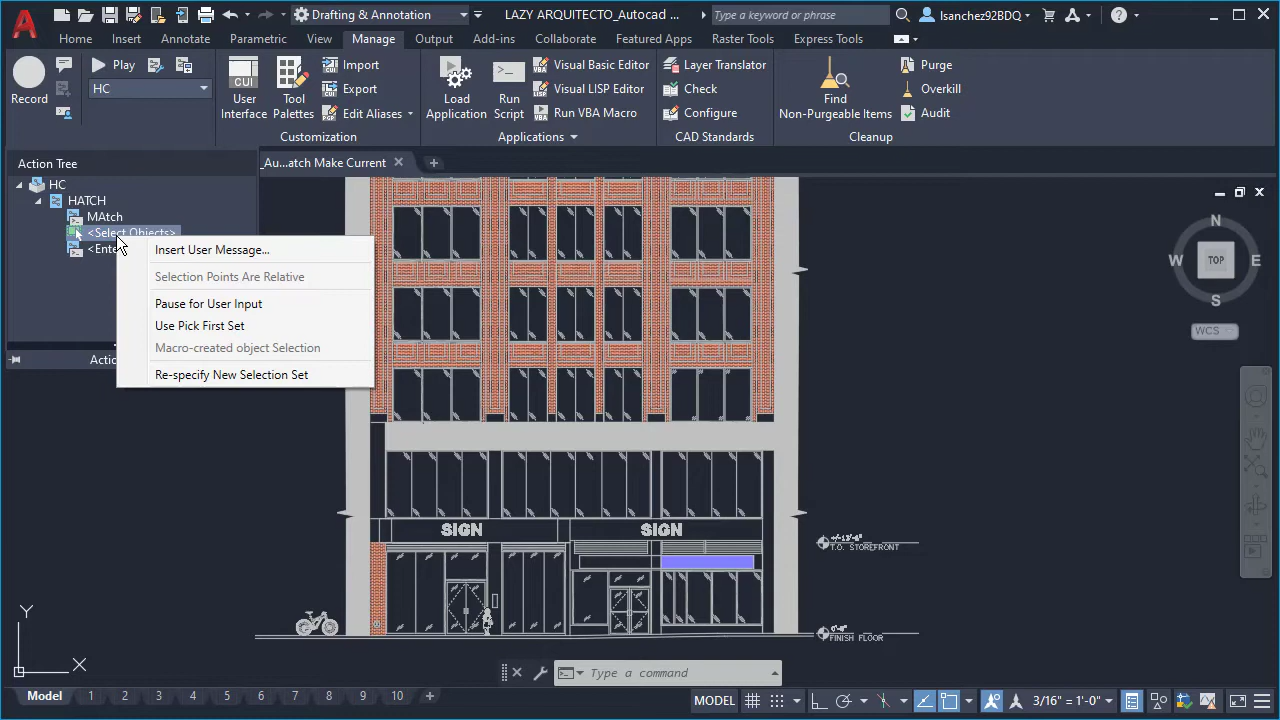 Drafting & Annotation
LAZY ARQUITECTO_Autocad ...
Type a keyword or phrase
lsanchez92BDQ
Home Insert Annotate Parametric View Manage Output Add-ins Collaborate Featured Apps Raster Tools Express Tools
Record
Play
HC
CUI
User Interface
Tool Palettes
Import
Export
Edit Aliases
Customization
Load Application
Run Script
Visual Basic Editor
Visual LISP Editor
Run VBA Macro
Applications
Layer Translator
Check
Configure
CAD Standards
Find Non-Purgeable Items
Purge
Overkill
Audit
Cleanup
Action Tree
_Au...atch Make Current
HC
HATCH
MAtch
<Select Objects>
<Ente
Insert User Message...
Selection Points Are Relative
Pause for User Input
Use Pick First Set
Macro-created object Selection
Re-specify New Selection Set
Actio
N
W TOP E
S
WCS
SIGN SIGN
+/-13'-6"
T.O. STOREFRONT
FINISH FLOOR
Y
X
Type a command
Model 1 2 3 4 5 6 7 8 9 10
MODEL
3/16" = 1'-0"